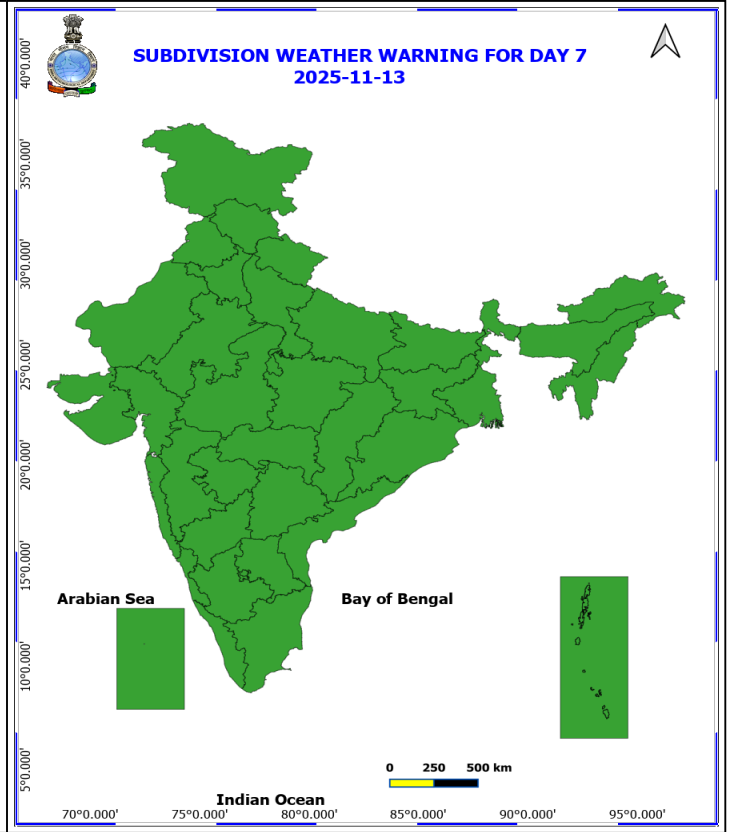 SUBDIVISION WEATHER WARNING FOR DAY 7
2025-11-13
40°0.000'
35°0.000'
30°0.000'
25°0.000'
20°0.000'
15°0.000'
10°0.000'
5°0.000'
Arabian Sea
Bay of Bengal
0 250 500 km
Indian Ocean
70°0.000' 75°0.000' 80°0.000' 85°0.000' 90°0.000' 95°0.000'